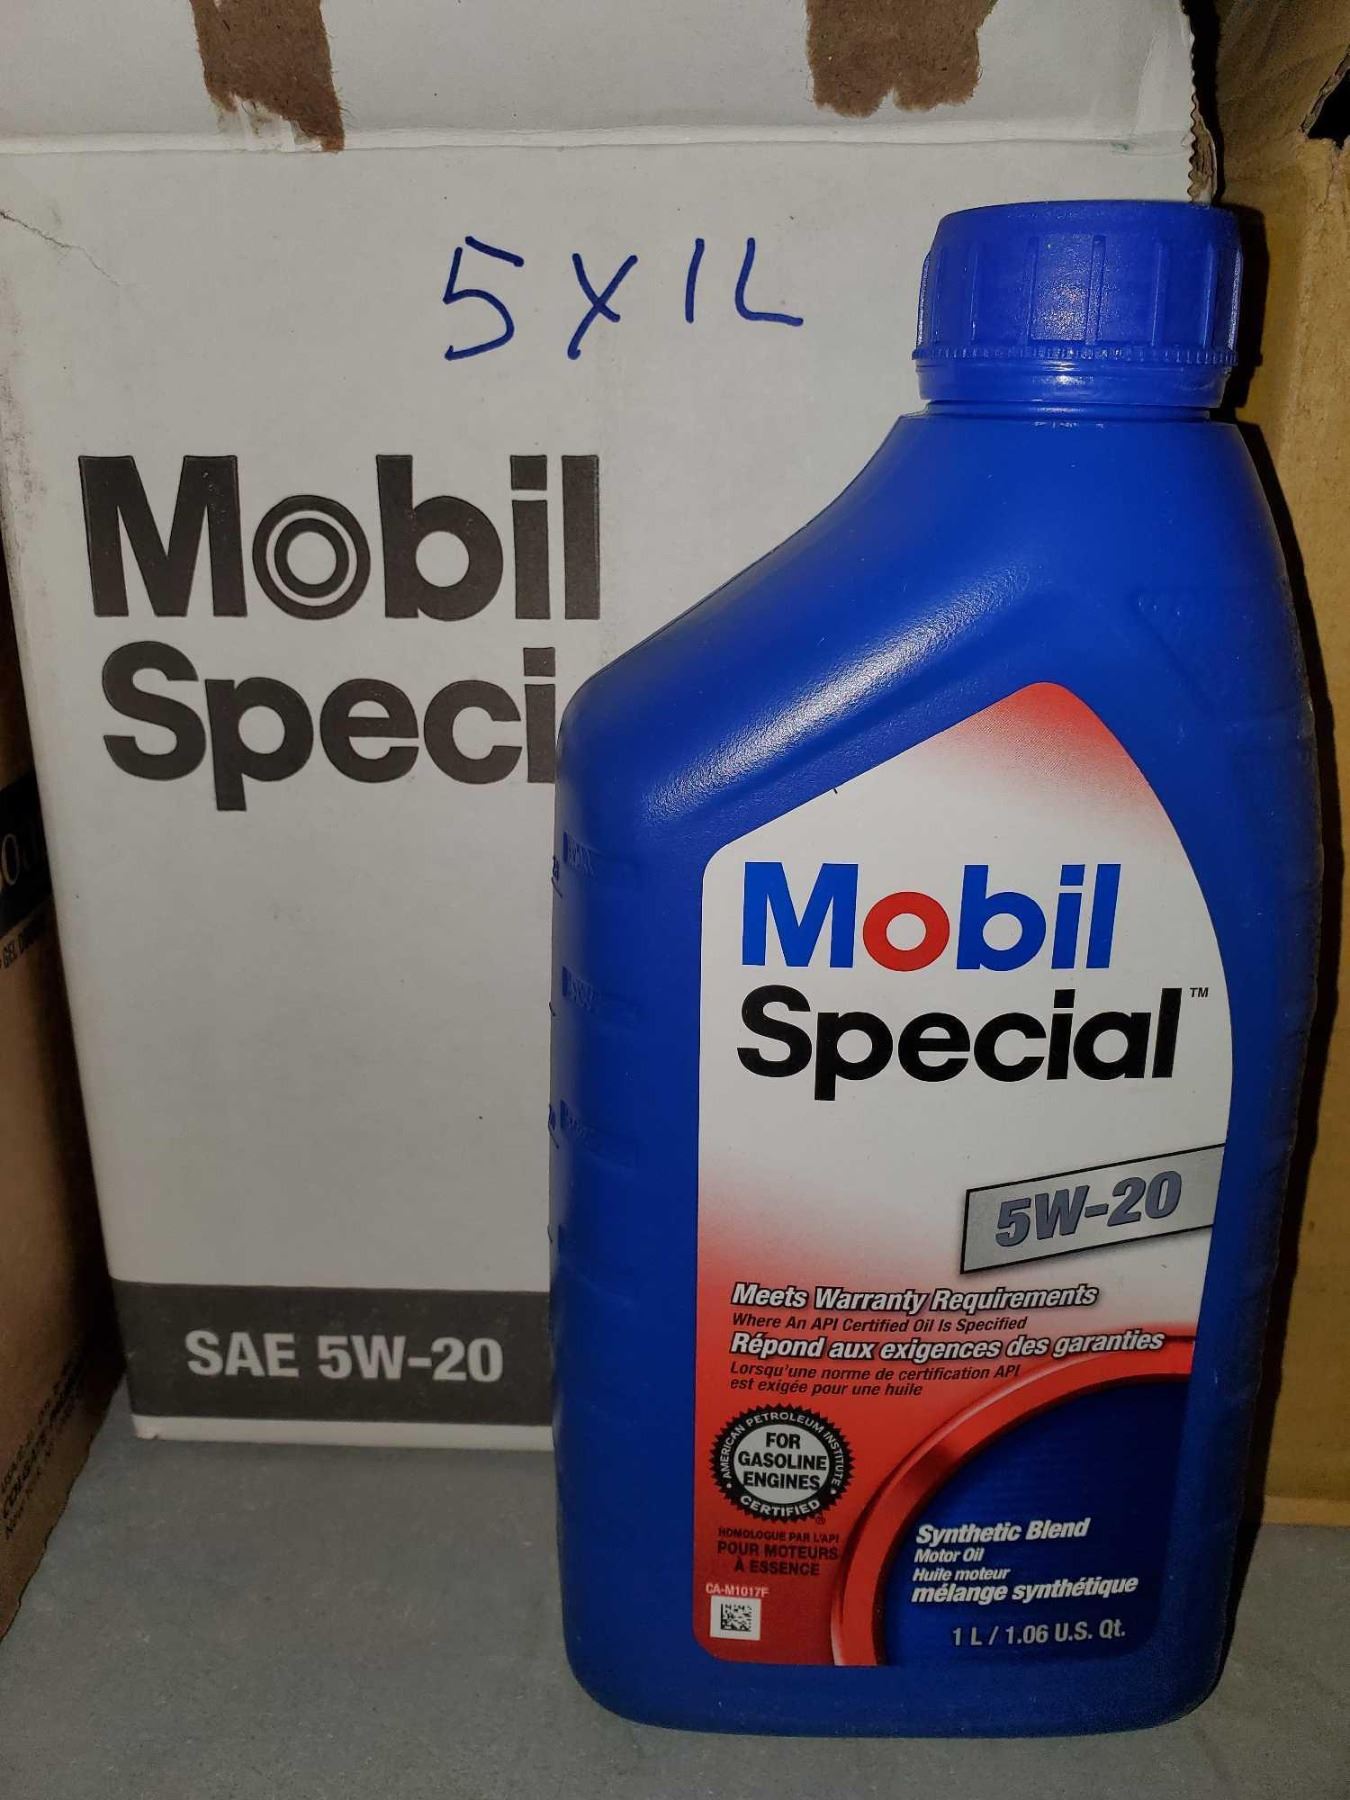 5 X 1L
Mobil
Speci
SAE 5W-20
Mobil
Special™
5W-20
Meets Warranty Requirements
Where An API Certified Oil Is Specified
Répond aux exigences des garanties
Lorsqu'une norme de certification API
est exigée pour une huile
AMERICAN PETROLEUM INSTITUTE
FOR
GASOLINE
ENGINES
CERTIFIED
®
HOMOLOGUÉ PAR L'API
POUR MOTEURS
À ESSENCE
CA-M1017F
Synthetic Blend
Motor Oil
Huile moteur
mélange synthétique
1 L / 1.06 U.S. Qt.